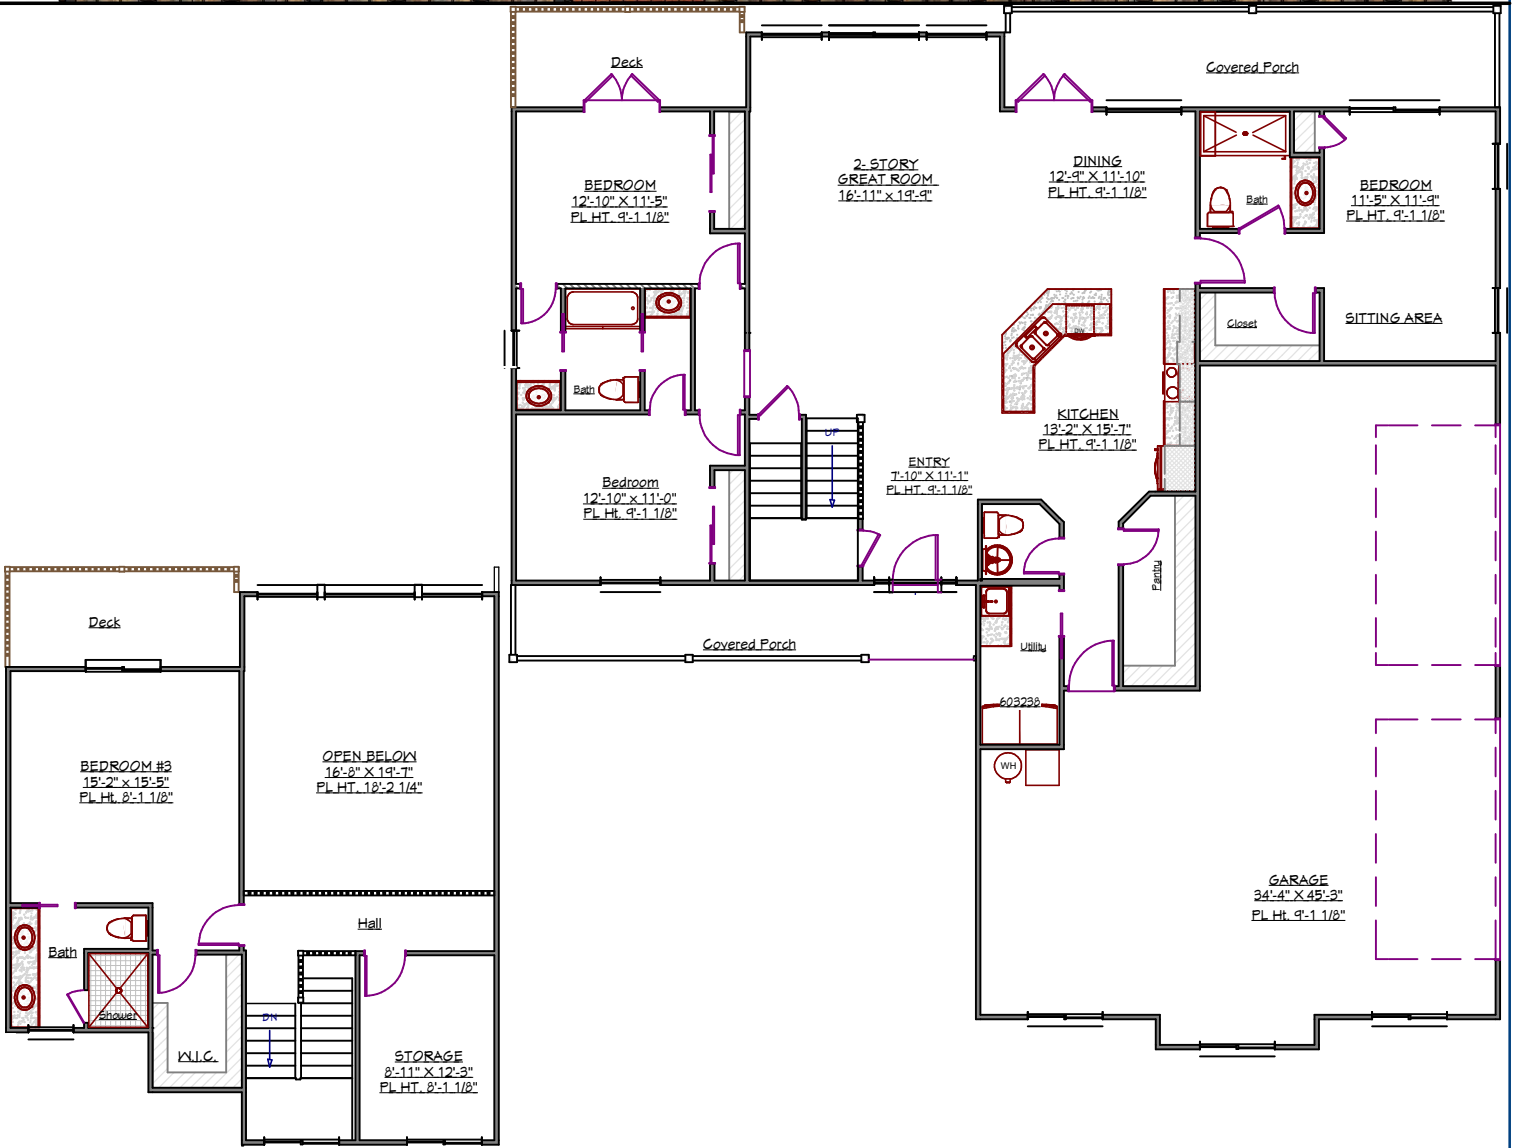 Deck
Covered Porch
2- STORY
GREAT ROOM
16'-11" x 19'-9"
DINING
12'-9" X 11'-10"
PL HT. 9'-1 1/8"
BEDROOM
12'-10" X 11'-5"
PL HT. 9'-1 1/8"
Bath
BEDROOM
11'-5" X 11'-9"
PL HT. 9'-1 1/8"
Closet
SITTING AREA
DW
Bath
UP
KITCHEN
13'-2" X 15'-7"
PL HT. 9'-1 1/8"
ENTRY
7'-10" X 11'-1"
PL HT. 9'-1 1/8"
Bedroom
12'-10" x 11'-0"
PL Ht. 9'-1 1/8"
Pantry
Deck
Covered Porch
Utility
603238
WH
BEDROOM #3
15'-2" x 15'-5"
PL Ht. 8'-1 1/8"
OPEN BELOW
16'-8" X 19'-7"
PL HT. 18'-2 1/4"
GARAGE
34'-4" X 45'-3"
PL Ht. 9'-1 1/8"
Hall
Bath
Shower
DN
W.I.C.
STORAGE
8'-11" X 12'-3"
PL HT. 8'-1 1/8"